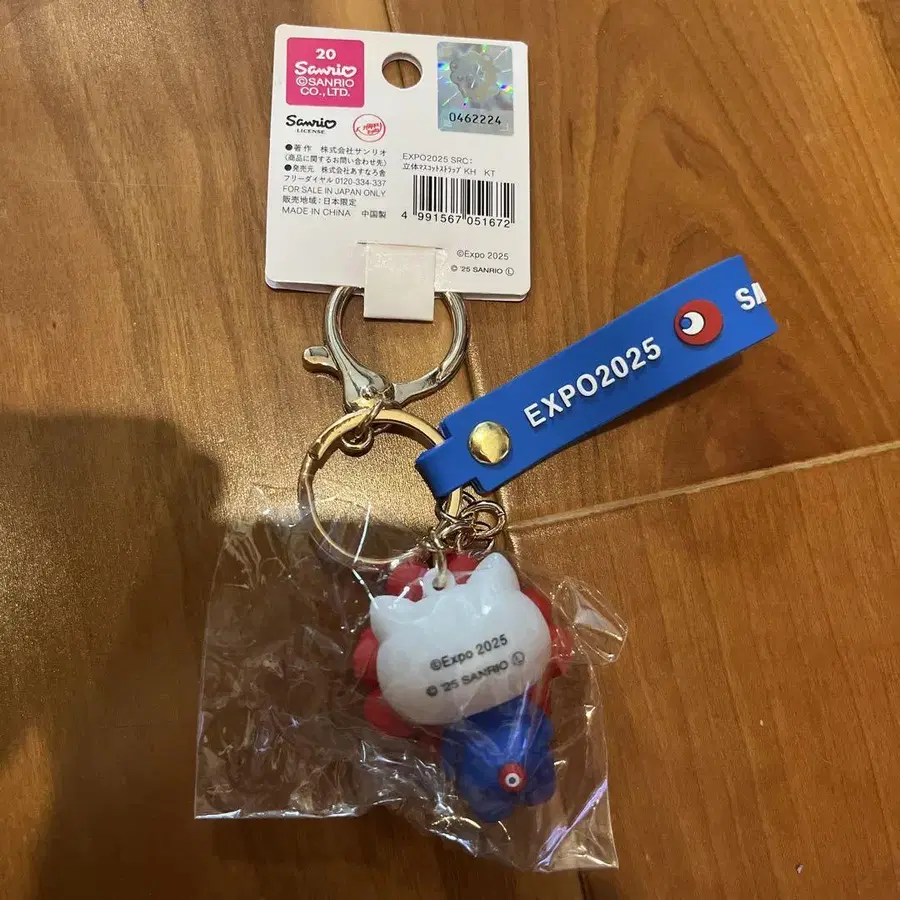 20
Sanrio
©SANRIO
CO.,LTD.
0462224
Sanrio
LICENSE
●著作 株式会社サンリオ
(商品に関するお問い合わせ先)
●発売元 株式会社あすなろ舎
フリーダイヤル 0120-334-337
FOR SALE IN JAPAN ONLY
販売地域:日本限定
MADE IN CHINA 中国製
EXPO2025 SRC:
立体マスコットストラップ KH KT
4 991567 051672
©Expo 2025
© '25 SANRIO Ⓛ
EXPO2025
SA
©Expo 2025
© '25 SANRIO Ⓛ